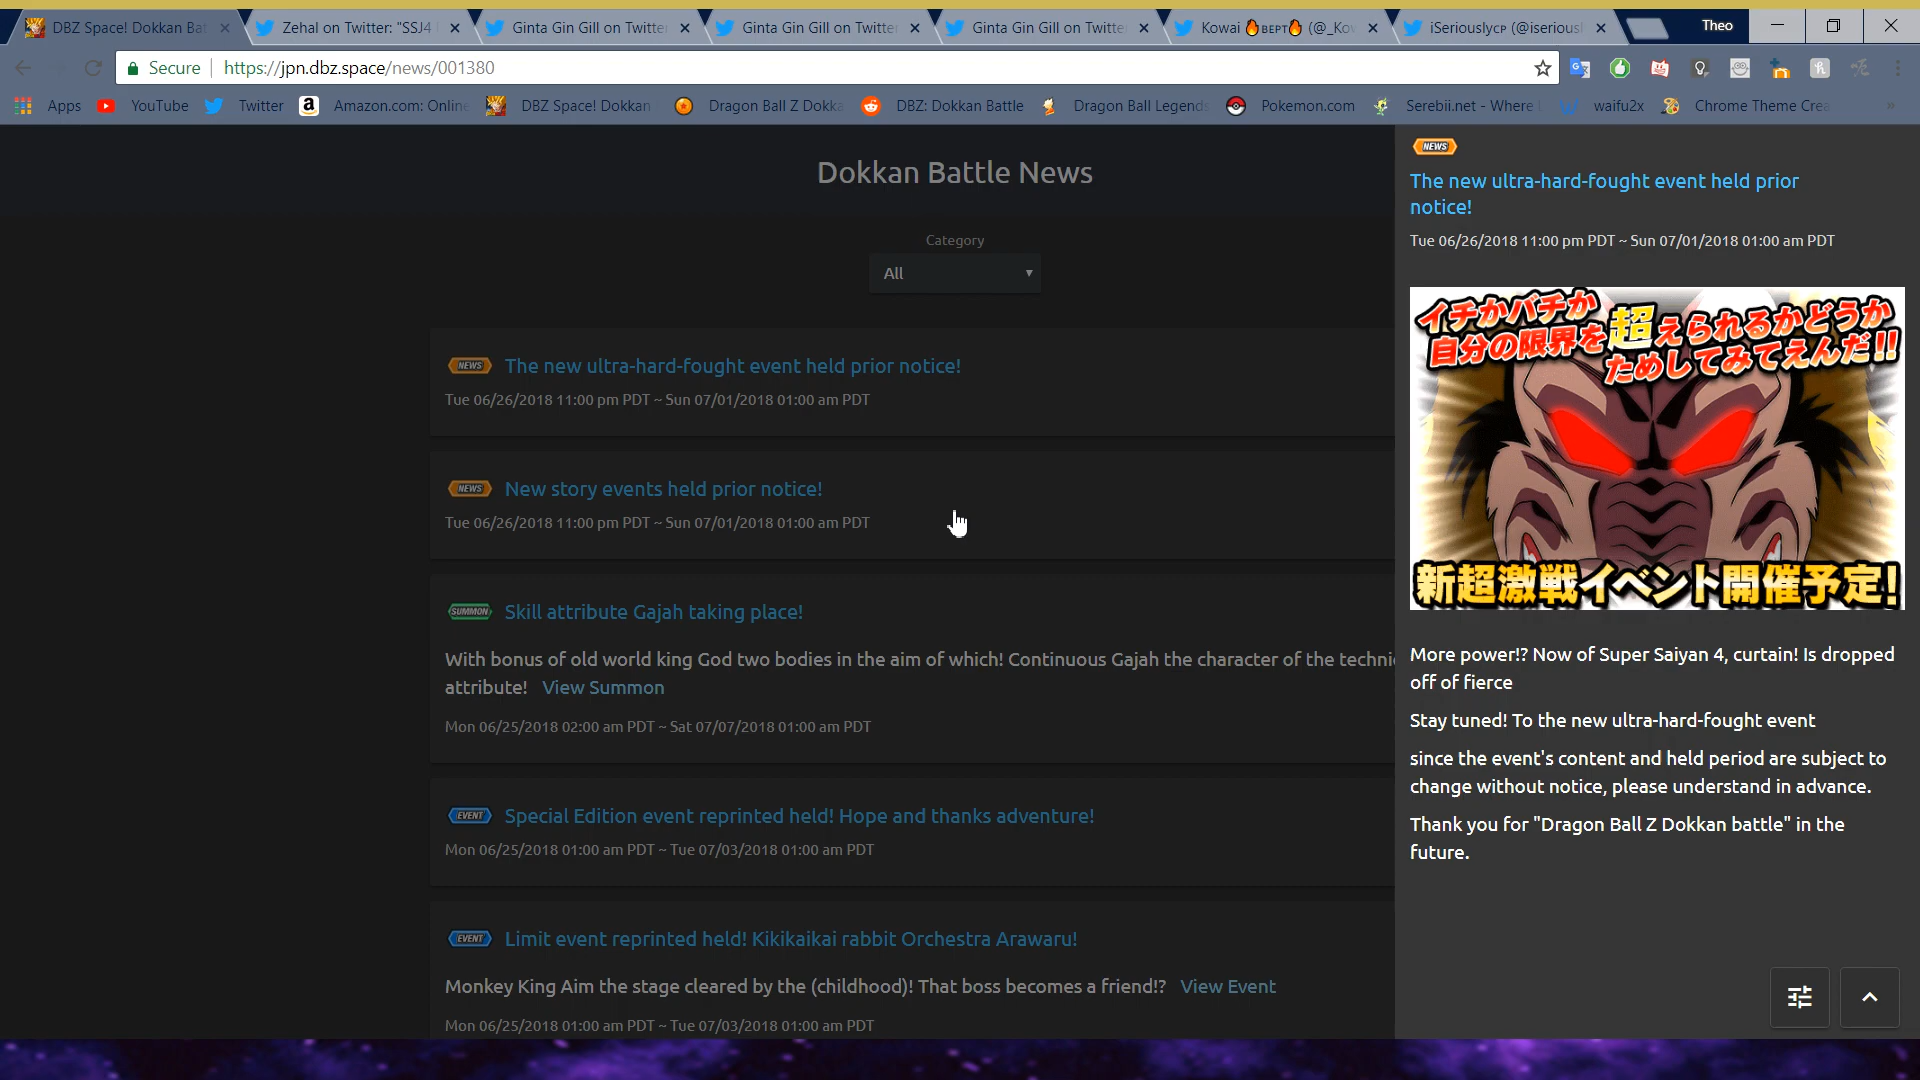 DBZ Space! Dokkan Bat
Zehal on Twitter: "SSJ4
Ginta Gin Gill on Twitter
Ginta Gin Gill on Twitter
Ginta Gin Gill on Twitter
Kowai🔥ʙᴇʀᴛ🔥 (@_Ko
iSeriouslyᴄᴘ (@iserious
Theo
Secure | https://jpn.dbz.space/news/001380
Apps
YouTube
Twitter
Amazon.com: Online
DBZ Space! Dokkan
Dragon Ball Z Dokka
DBZ: Dokkan Battle
Dragon Ball Legends
Pokemon.com
Serebii.net - Where
waifu2x
Chrome Theme Crea
»
Dokkan Battle News
Category
All
NEWS The new ultra-hard-fought event held prior notice!
Tue 06/26/2018 11:00 pm PDT ~ Sun 07/01/2018 01:00 am PDT
NEWS New story events held prior notice!
Tue 06/26/2018 11:00 pm PDT ~ Sun 07/01/2018 01:00 am PDT
SUMMON Skill attribute Gajah taking place!
With bonus of old world king God two bodies in the aim of which! Continuous Gajah the character of the techni
attribute! View Summon
Mon 06/25/2018 02:00 am PDT ~ Sat 07/07/2018 01:00 am PDT
EVENT Special Edition event reprinted held! Hope and thanks adventure!
Mon 06/25/2018 01:00 am PDT ~ Tue 07/03/2018 01:00 am PDT
EVENT Limit event reprinted held! Kikikaikai rabbit Orchestra Arawaru!
Monkey King Aim the stage cleared by the (childhood)! That boss becomes a friend!? View Event
Mon 06/25/2018 01:00 am PDT ~ Tue 07/03/2018 01:00 am PDT
NEWS
The new ultra-hard-fought event held prior
notice!
Tue 06/26/2018 11:00 pm PDT ~ Sun 07/01/2018 01:00 am PDT
イチかバチか
自分の限界を超えられるかどうか
ためしてみてえんだ!!
新超激戦イベント開催予定!
More power!? Now of Super Saiyan 4, curtain! Is dropped
off of fierce
Stay tuned! To the new ultra-hard-fought event
since the event's content and held period are subject to
change without notice, please understand in advance.
Thank you for "Dragon Ball Z Dokkan battle" in the
future.